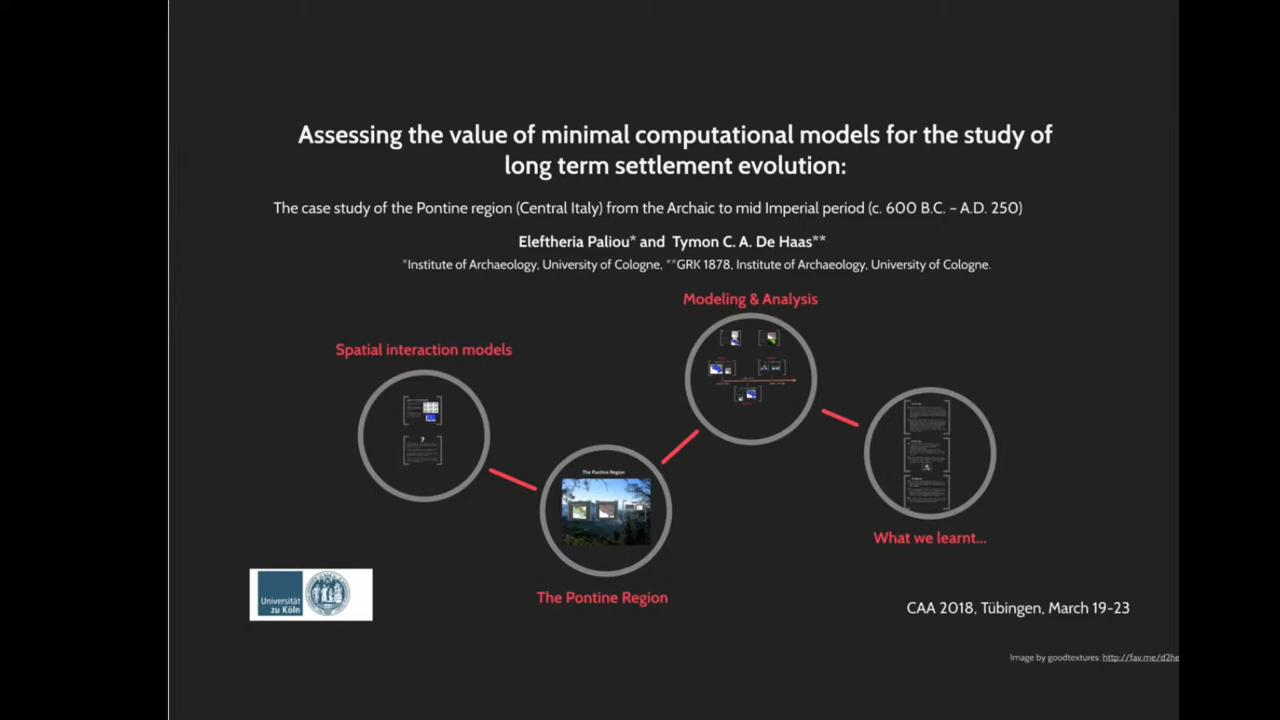 Assessing the value of minimal computational models for the study of
long term settlement evolution:
The case study of the Pontine region (Central Italy) from the Archaic to mid Imperial period (c. 600 B.C. – A.D. 250)
Eleftheria Paliou* and Tymon C. A. De Haas**
*Institute of Archaeology, University of Cologne, **GRK 1878, Institute of Archaeology, University of Cologne.
Modeling & Analysis
Spatial interaction models
?
The Pontine Region
What we learnt...
Universität
zu Köln
The Pontine Region
CAA 2018, Tübingen, March 19-23
Image by goodtextures: http://fav.me/d2he